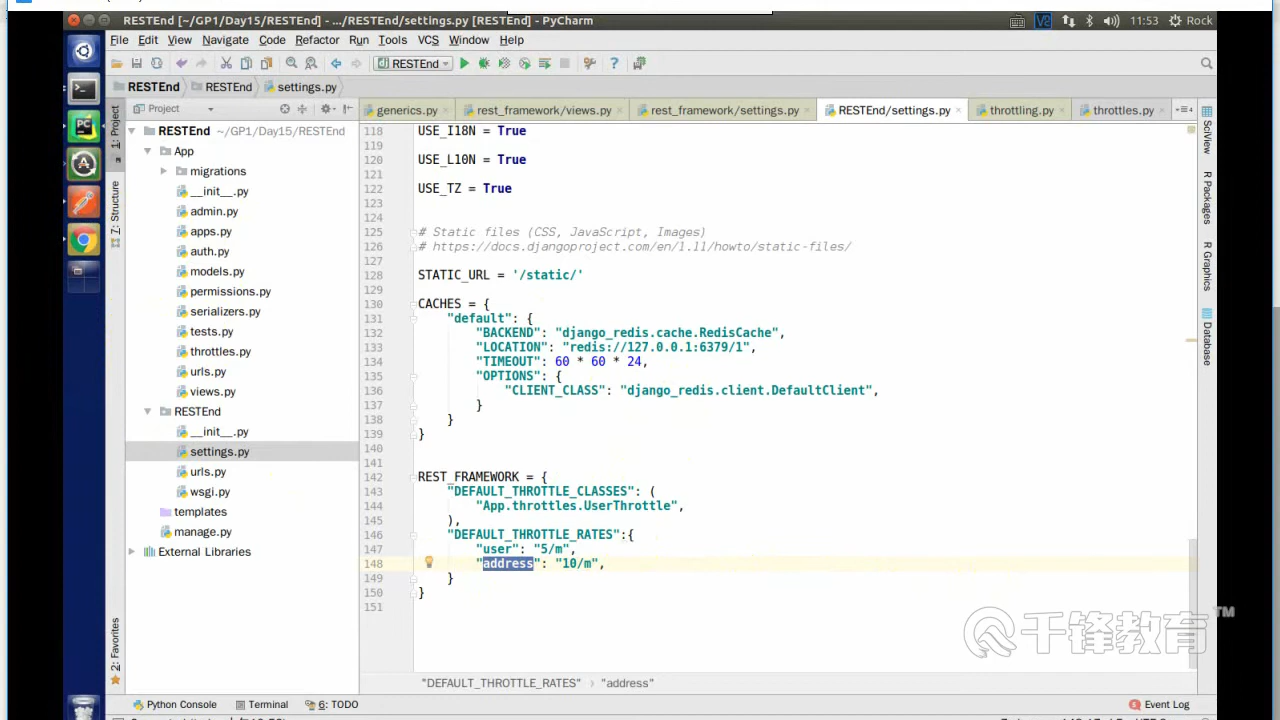 RESTEnd [~/GP1/Day15/RESTEnd] - .../RESTEnd/settings.py [RESTEnd] - PyCharm
11:53
Rock
File Edit View Navigate Code Refactor Run Tools VCS Window Help
RESTEnd
RESTEnd RESTEnd settings.py
Project
generics.py
rest_framework/views.py
rest_framework/settings.py
RESTEnd/settings.py
throttling.py
throttles.py
1: Project
Z: Structure
2: Favorites
RESTEnd ~/GP1/Day15/RESTEnd
App
migrations
__init__.py
admin.py
apps.py
auth.py
models.py
permissions.py
serializers.py
tests.py
throttles.py
urls.py
views.py
RESTEnd
__init__.py
settings.py
urls.py
wsgi.py
templates
manage.py
External Libraries
118 USE_I18N = True
119
120 USE_L10N = True
121
122 USE_TZ = True
123
124
125 # Static files (CSS, JavaScript, Images)
126 # https://docs.djangoproject.com/en/1.11/howto/static-files/
127
128 STATIC_URL = '/static/'
129
130 CACHES = {
131 "default": {
132 "BACKEND": "django_redis.cache.RedisCache",
133 "LOCATION": "redis://127.0.0.1:6379/1",
134 "TIMEOUT": 60 * 60 * 24,
135 "OPTIONS": {
136 "CLIENT_CLASS": "django_redis.client.DefaultClient",
137 }
138 }
139 }
140
141
142 REST_FRAMEWORK = {
143 "DEFAULT_THROTTLE_CLASSES": (
144 "App.throttles.UserThrottle",
145 ),
146 "DEFAULT_THROTTLE_RATES":{
147 "user": "5/m",
148 "address": "10/m",
149 }
150 }
151
SciView
R Packages
R Graphics
Database
千锋教育 TM
"DEFAULT_THROTTLE_RATES" › "address"
Python Console
Terminal
6: TODO
Event Log